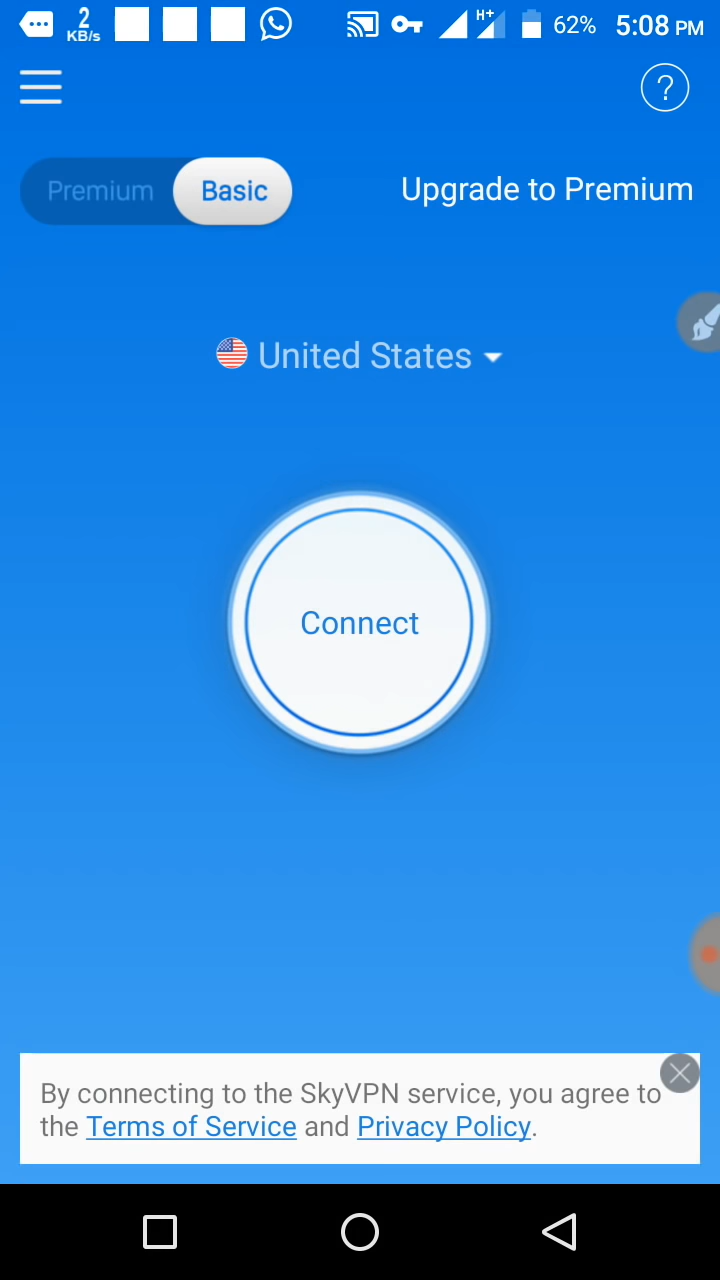 2
KB/s
H+
62%
5:08 PM
?
Premium
Basic
Upgrade to Premium
United States
Connect
By connecting to the SkyVPN service, you agree to
the Terms of Service and Privacy Policy.